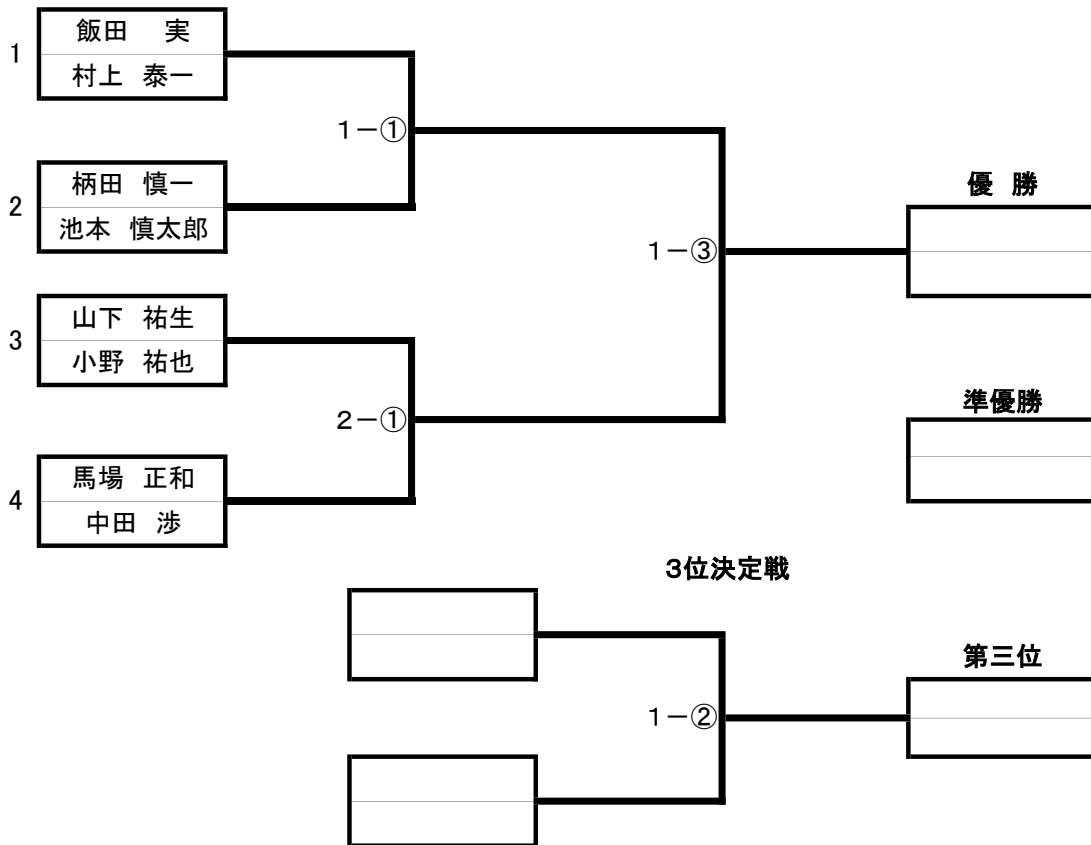 1
飯田　実
村上　泰一
1－①
2
柄田　慎一
池本　慎太郎
優　勝
1－③
3
山下　祐生
小野　祐也
2－①
準優勝
4
馬場　正和
中田　渉
3位決定戦
第三位
1－②